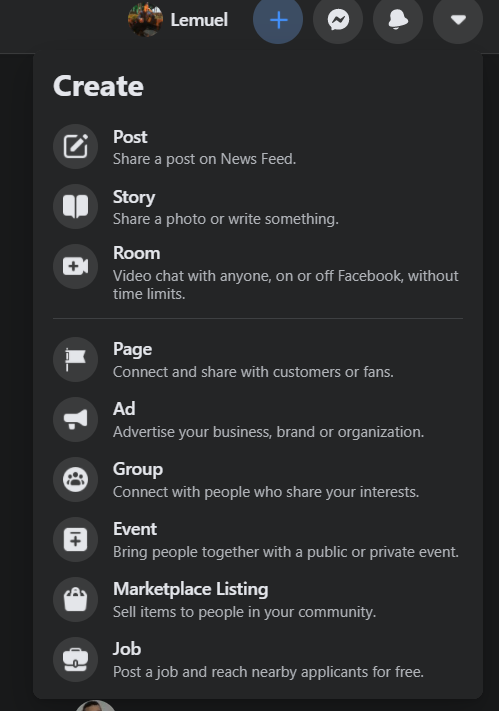 Lemuel
Create
Post
Share a post on News Feed.
Story
Share a photo or write something.
Room
Video chat with anyone, on or off Facebook, without
time limits.
Page
Connect and share with customers or fans.
Ad
Advertise your business, brand or organization.
Group
Connect with people who share your interests.
Event
Bring people together with a public or private event.
Marketplace Listing
Sell items to people in your community.
Job
Post a job and reach nearby applicants for free.